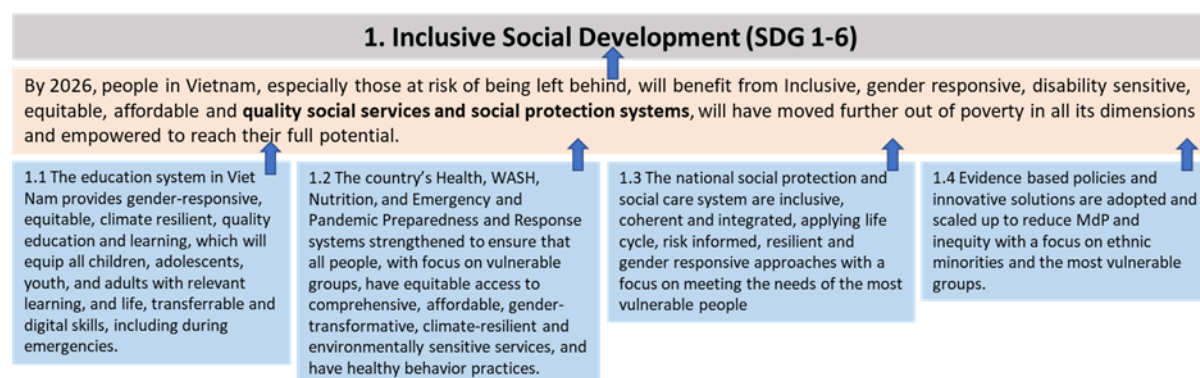 1. Inclusive Social Development (SDG 1-6)
By 2026, people in Vietnam, especially those at risk of being left behind, will benefit from Inclusive, gender responsive, disability sensitive,
equitable, affordable and quality social services and social protection systems, will have moved further out of poverty in all its dimensions
and empowered to reach their full potential.
1.1 The education system in Viet
Nam provides gender-responsive,
equitable, climate resilient, quality
education and learning, which will
equip all children, adolescents,
youth, and adults with relevant
learning, and life, transferrable and
digital skills, including during
emergencies.
1.2 The country's Health, WASH,
Nutrition, and Emergency and
Pandemic Preparedness and Response
systems strengthened to ensure that
all people, with focus on vulnerable
groups, have equitable access to
comprehensive, affordable, gender-
transformative, climate-resilient and
environmentally sensitive services, and
have healthy behavior practices.
1.3 The national social protection and
social care system are inclusive,
coherent and integrated, applying life
cycle, risk informed, resilient and
gender responsive approaches with a
focus on meeting the needs of the most
vulnerable people
1.4 Evidence based policies and
innovative solutions are adopted and
scaled up to reduce MdP and
inequity with a focus on ethnic
minorities and the most vulnerable
groups.